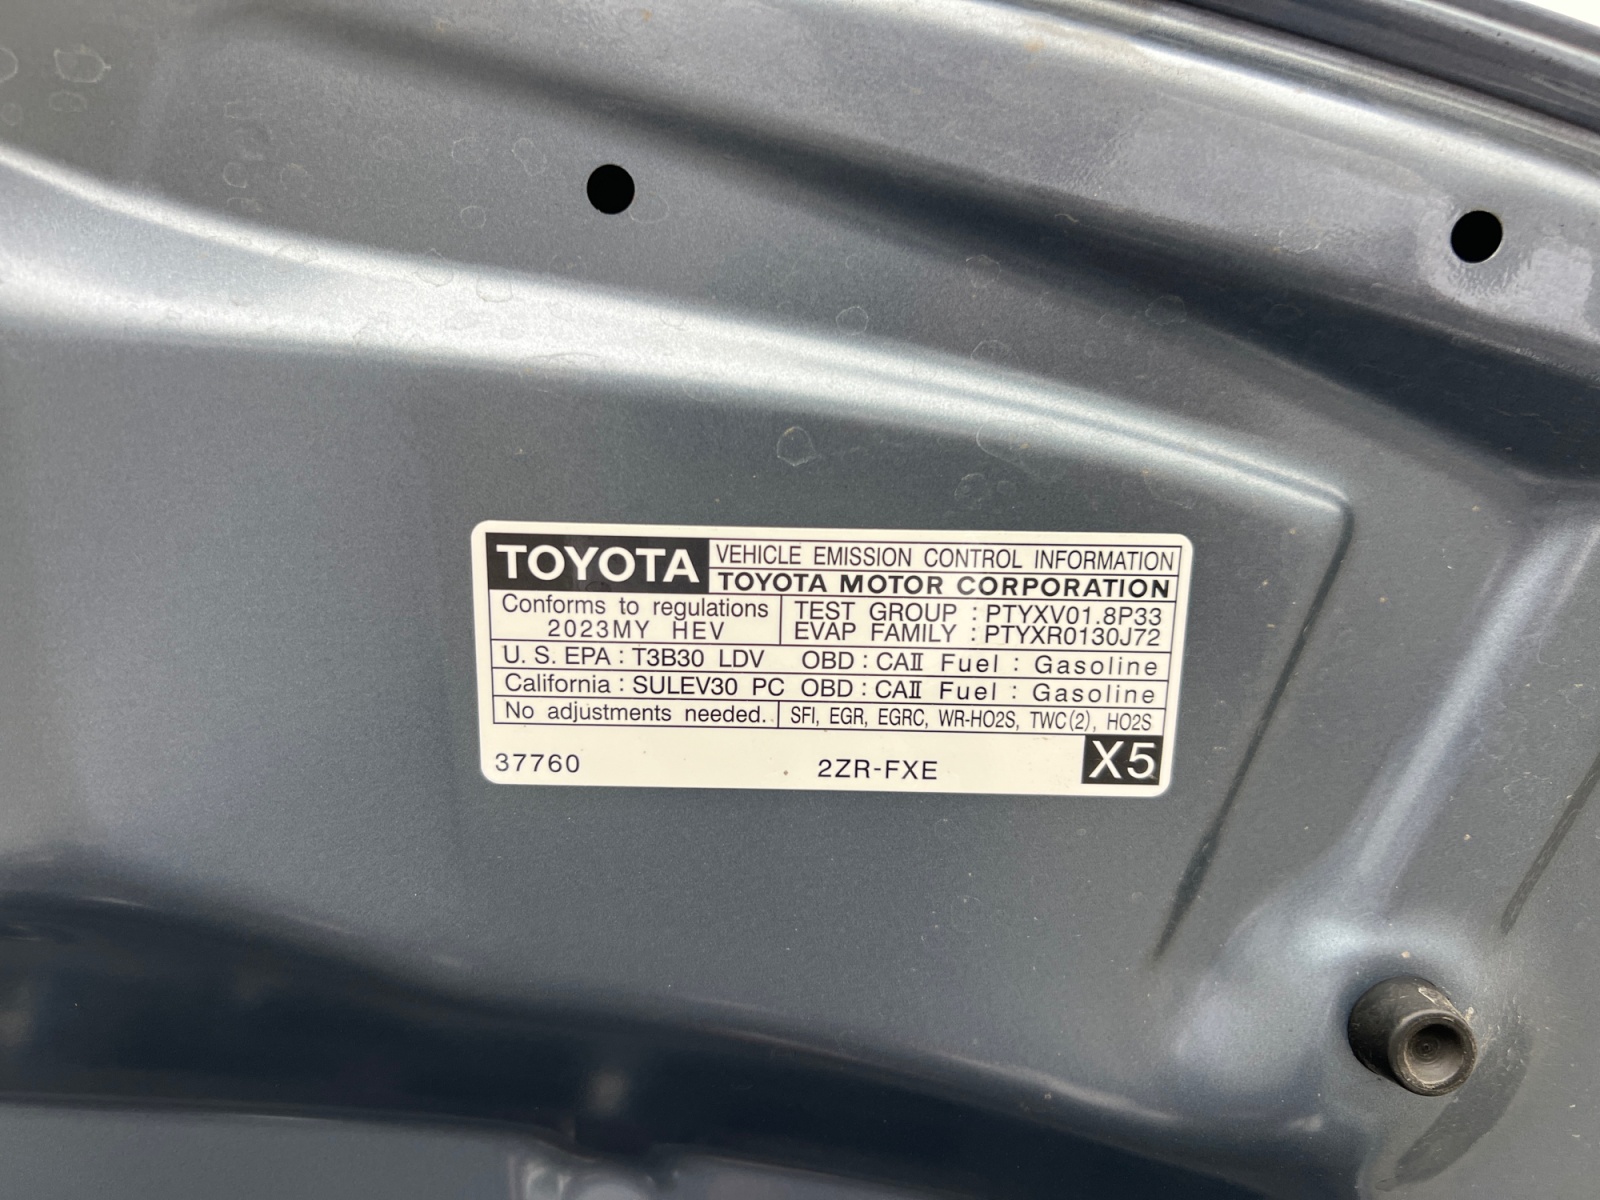 TOYOTA VEHICLE EMISSION CONTROL INFORMATION
TOYOTA MOTOR CORPORATION
Conforms to regulations
2023MY HEV
TEST GROUP : PTYXV01.8P33
EVAP FAMILY : PTYXR0130J72
U. S. EPA : T3B30 LDV OBD : CAII Fuel : Gasoline
California : SULEV30 PC OBD : CAII Fuel : Gasoline
No adjustments needed. SFI, EGR, EGRC, WR-HO2S, TWC(2), HO2S
37760 2ZR-FXE X5